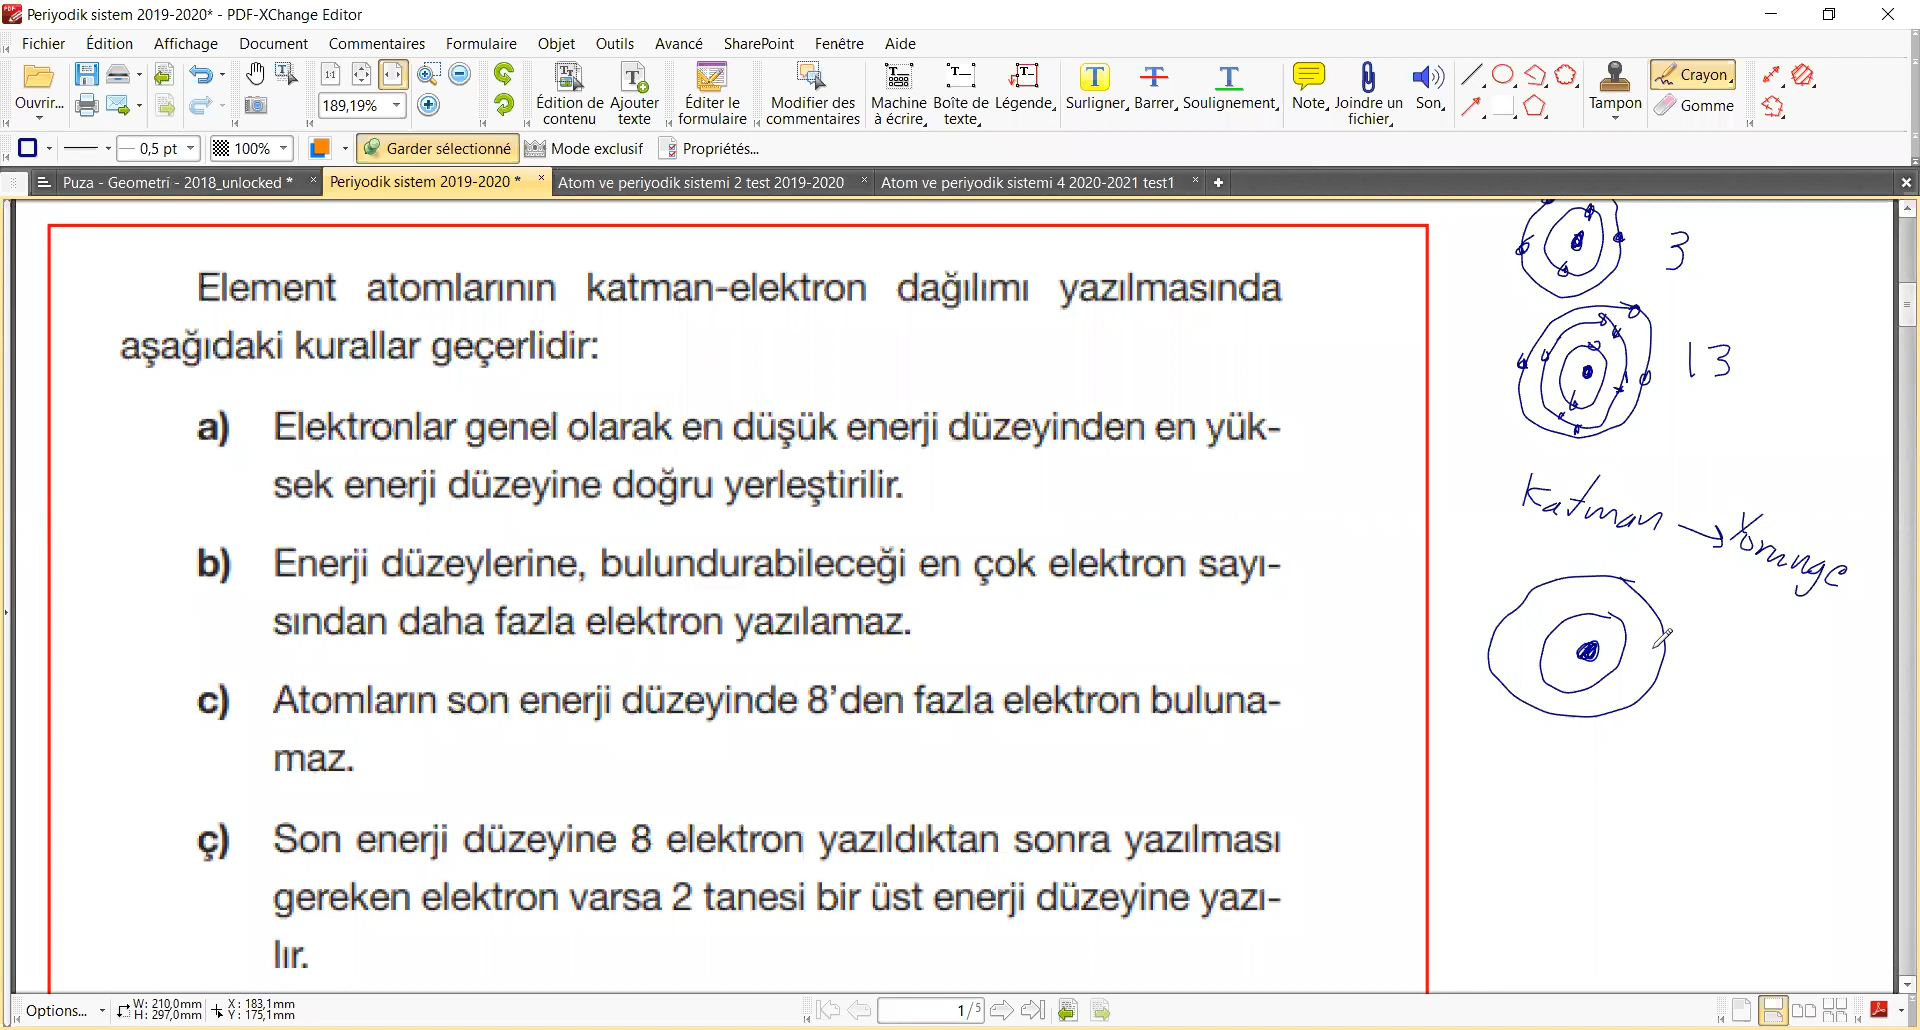 Periyodik sistem 2019-2020* - PDF-XChange Editor
Fichier Édition Affichage Document Commentaires Formulaire Objet Outils Avancé SharePoint Fenêtre Aide
Ouvrir... 189,19% Édition de contenu Ajouter texte Éditer le formulaire Modifier des commentaires Machine à écrire Boîte de texte Légende Surligner Barrer Soulignement Note Joindre un fichier Son Tampon Crayon Gomme
0,5 pt 100% Garder sélectionné Mode exclusif Propriétés...
Puza - Geometri - 2018_unlocked * Periyodik sistem 2019-2020 * Atom ve periyodik sistemi 2 test 2019-2020 Atom ve periyodik sistemi 4 2020-2021 test1
Element atomlarının katman-elektron dağılımı yazılmasında
aşağıdaki kurallar geçerlidir:
a) Elektronlar genel olarak en düşük enerji düzeyinden en yük-
sek enerji düzeyine doğru yerleştirilir.
b) Enerji düzeylerine, bulundurabileceği en çok elektron sayı-
sından daha fazla elektron yazılamaz.
c) Atomların son enerji düzeyinde 8’den fazla elektron buluna-
maz.
ç) Son enerji düzeyine 8 elektron yazıldıktan sonra yazılması
gereken elektron varsa 2 tanesi bir üst enerji düzeyine yazı-
lır.
3
13
Katman → Yörünge
Options... W: 210,0mm H: 297,0mm X: 183,1mm Y: 175,1mm 1/5